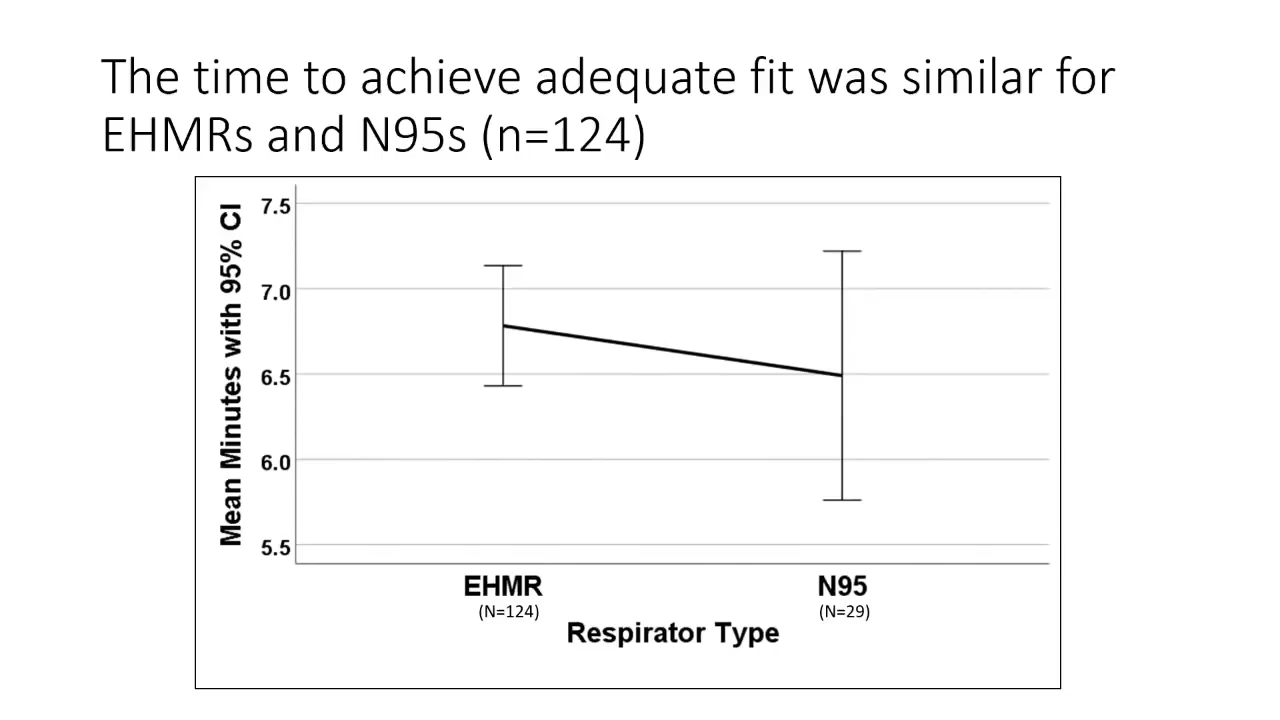 The time to achieve adequate fit was similar for
EHMRs and N95s (n=124)
Mean Minutes with 95% CI
7.5
7.0
6.5
6.0
5.5
EHMR
(N=124)
N95
(N=29)
Respirator Type